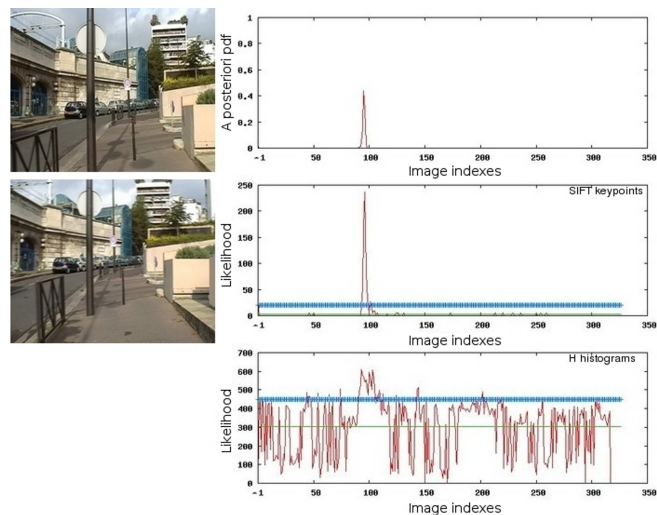 A posteriori pdf
1
0.8
0.6
0.4
0.2
0
-1 50 100 150 200 250 300 350
Image indexes
SIFT keypoints
Likelihood
250
200
150
100
50
0
-1 50 100 150 200 250 300 350
Image indexes
H histograms
Likelihood
700
600
500
400
300
200
100
0
-1 50 100 150 200 250 300 350
Image indexes